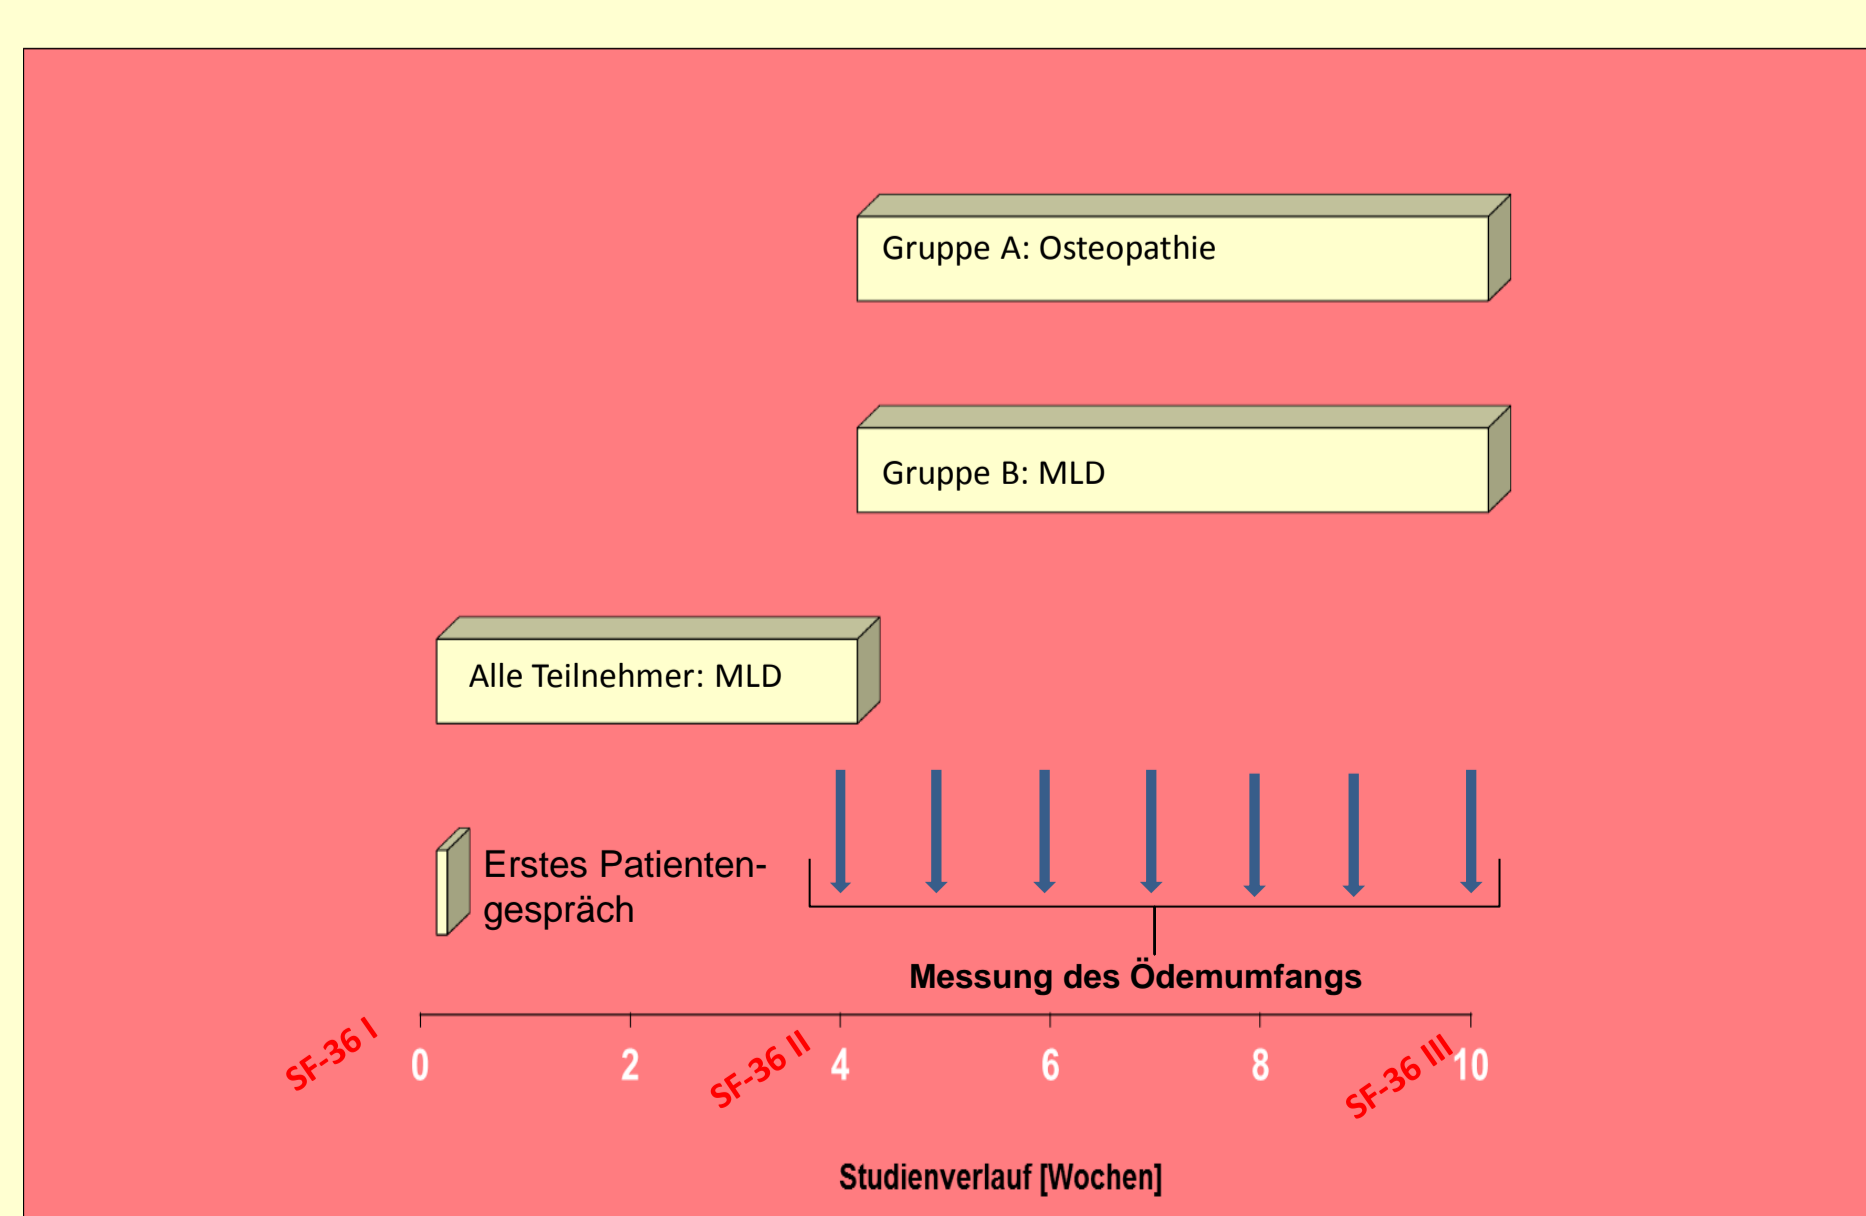 Gruppe A: Osteopathie
Gruppe B: MLD
Alle Teilnehmer: MLD
Erstes Patienten-
gespräch
Messung des Ödemumfangs
SF-36 I
0
2
SF-36 II
4
6
8
SF-36 III
10
Studienverlauf [Wochen]